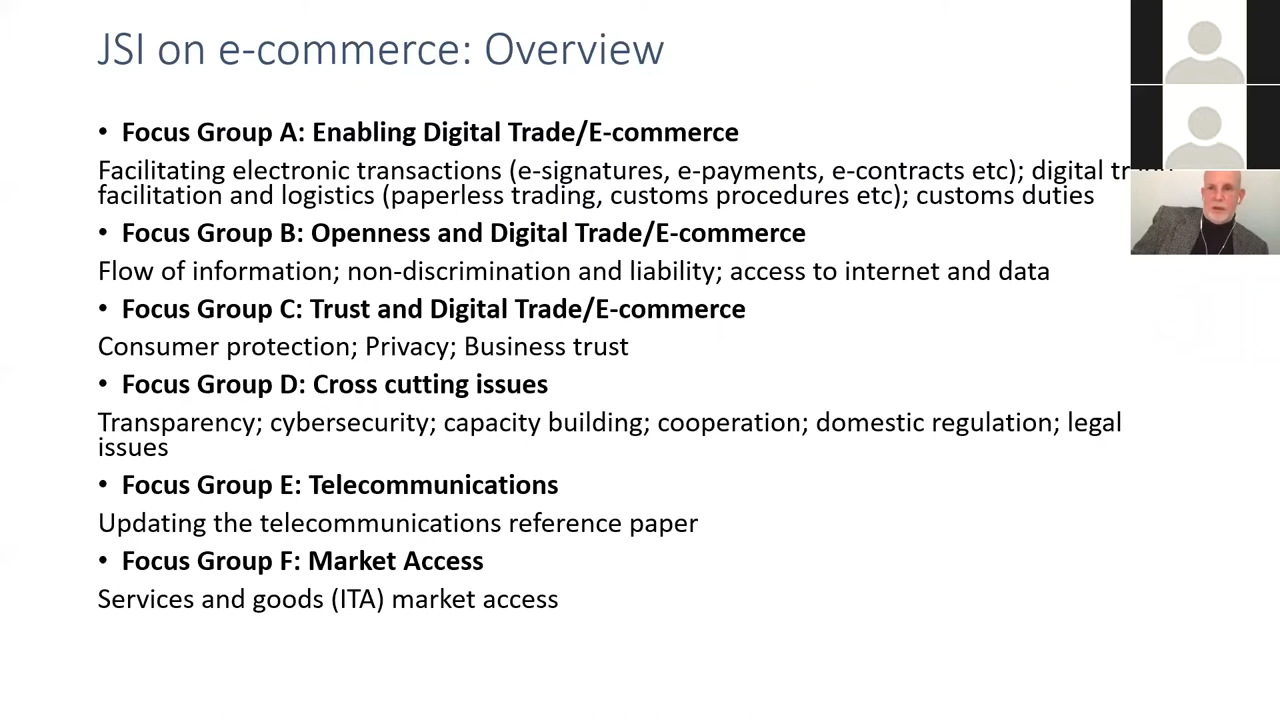 JSI on e-commerce: Overview
• Focus Group A: Enabling Digital Trade/E-commerce
Facilitating electronic transactions (e-signatures, e-payments, e-contracts etc); digital
facilitation and logistics (paperless trading, customs procedures etc); customs duties
• Focus Group B: Openness and Digital Trade/E-commerce
Flow of information; non-discrimination and liability; access to internet and data
• Focus Group C: Trust and Digital Trade/E-commerce
Consumer protection; Privacy; Business trust
• Focus Group D: Cross cutting issues
Transparency; cybersecurity; capacity building; cooperation; domestic regulation; legal
issues
• Focus Group E: Telecommunications
Updating the telecommunications reference paper
• Focus Group F: Market Access
Services and goods (ITA) market access